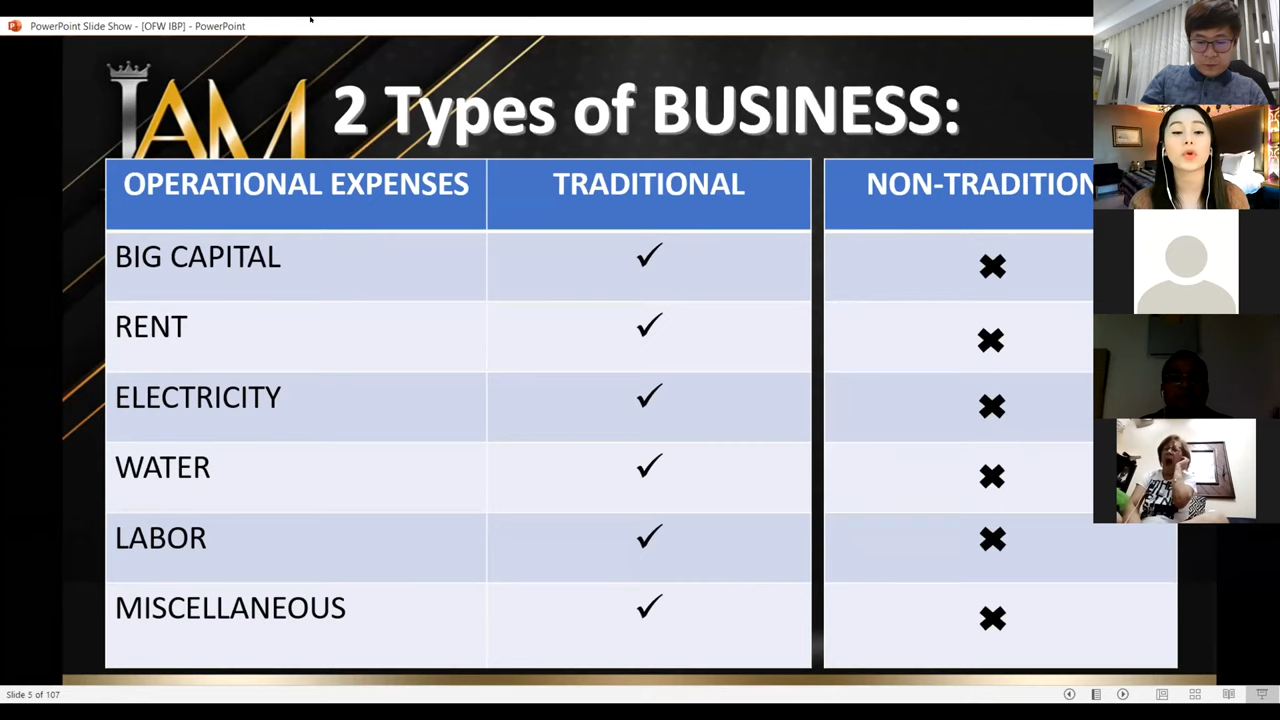 PowerPoint Slide Show - [OFW IBP] - PowerPoint
IAM
2 Types of BUSINESS:
OPERATIONAL EXPENSES TRADITIONAL NON-TRADITION
BIG CAPITAL ✓ ✖
RENT ✓ ✖
ELECTRICITY ✓ ✖
WATER ✓ ✖
LABOR ✓ ✖
MISCELLANEOUS ✓ ✖
Slide 5 of 107